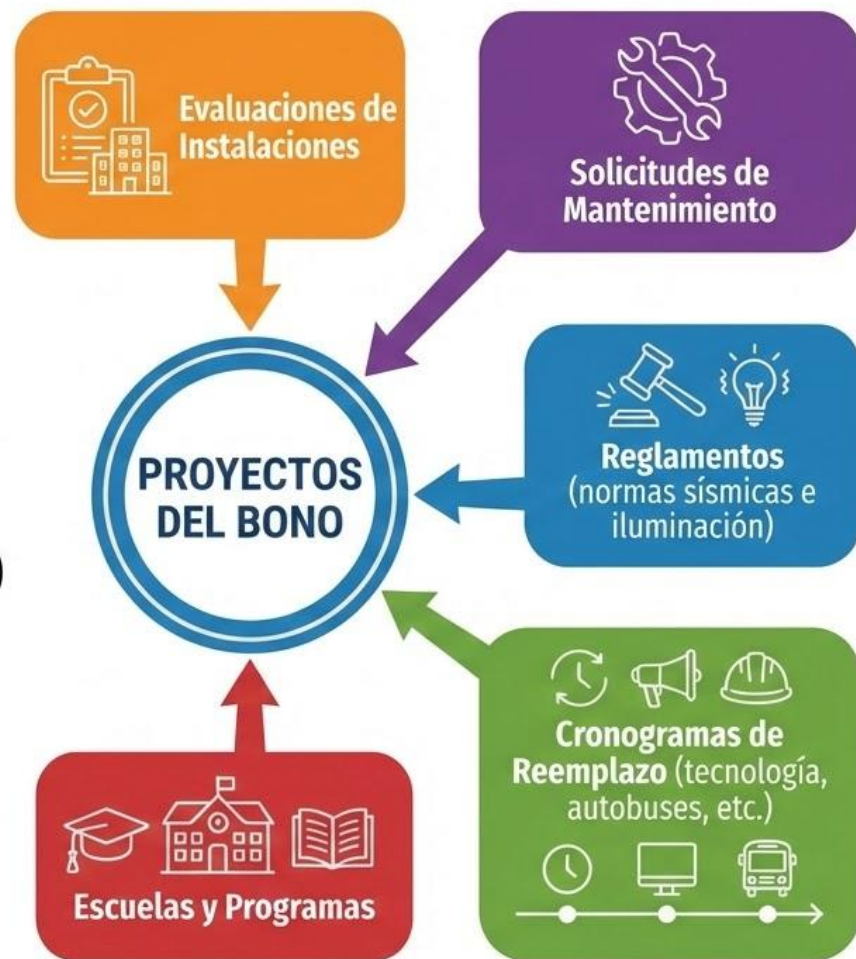 Evaluaciones de
Instalaciones
Solicitudes de
Mantenimiento
PROYECTOS
DEL BONO
Reglamentos
(normas sísmicas e
iluminación)
Cronogramas de
Reemplazo (tecnología,
autobuses, etc.)
Escuelas y Programas